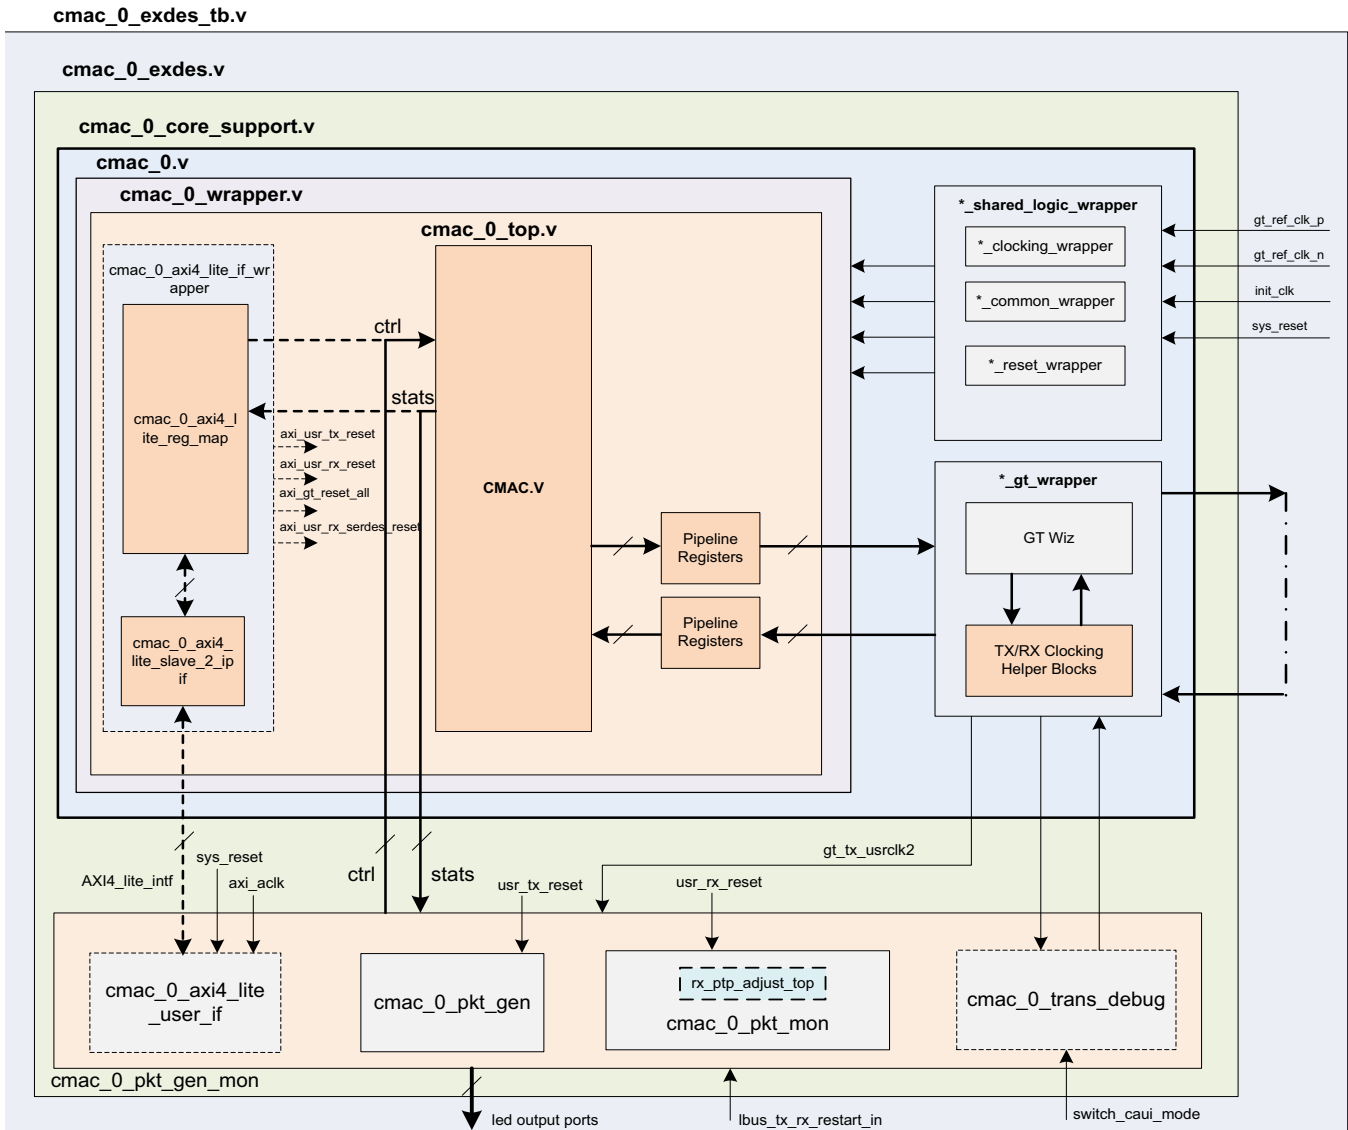 cmac_0_exdes_tb.v
cmac_0_exdes.v
cmac_0_core_support.v
cmac_0.v
cmac_0_wrapper.v
cmac_0_top.v
cmac_0_axi4_lite_if_wr
apper
cmac_0_axi4_l
ite_reg_map
cmac_0_axi4_
lite_slave_2_ip
if
ctrl
stats
axi_usr_tx_reset
axi_usr_rx_reset
axi_gt_reset_all
axi_usr_rx_serdes_reset
CMAC.V
Pipeline
Registers
Pipeline
Registers
*_shared_logic_wrapper
*_clocking_wrapper
*_common_wrapper
*_reset_wrapper
gt_ref_clk_p
gt_ref_clk_n
init_clk
sys_reset
*_gt_wrapper
GT Wiz
TX/RX Clocking
Helper Blocks
AXI4_lite_intf
sys_reset
axi_aclk
ctrl
stats
usr_tx_reset
usr_rx_reset
gt_tx_usrclk2
cmac_0_axi4_lite
_user_if
cmac_0_pkt_gen
rx_ptp_adjust_top
cmac_0_pkt_mon
cmac_0_trans_debug
cmac_0_pkt_gen_mon
led output ports
lbus_tx_rx_restart_in
switch_caui_mode